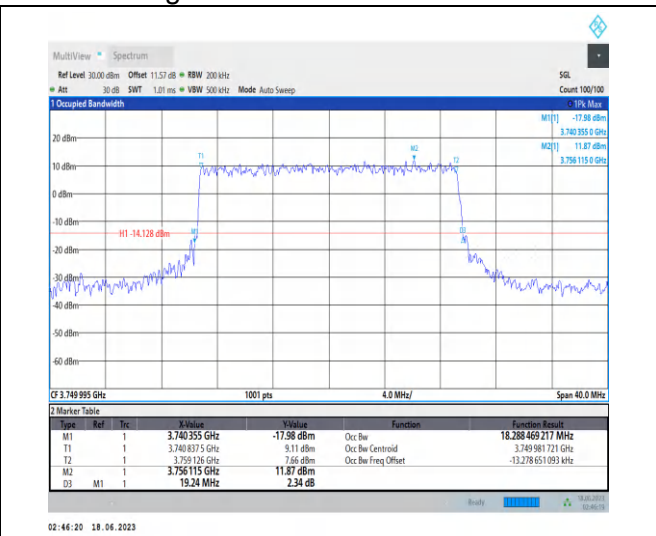 MultiView Spectrum
Ref Level 30.00 dBm Offset 11.57 dB RBW 200 kHz SGL
Att 30 dB SWT 1.01 ms VBW 500 kHz Mode Auto Sweep Count 100/100
1 Occupied Bandwidth 1Pk Max
M1[1] -17.98 dBm
3.740 355 0 GHz
M2[1] 11.87 dBm
3.756 115 0 GHz
20 dBm
M2
T1
T2
10 dBm
0 dBm
-10 dBm
H1 -14.128 dBm
M1
D3
-20 dBm
-30 dBm
-40 dBm
-50 dBm
-60 dBm
CF 3.749 995 GHz 1001 pts 4.0 MHz/ Span 40.0 MHz
2 Marker Table
Type Ref Trc X-Value Y-Value Function Function Result
M1 1 3.740 355 GHz -17.98 dBm Occ Bw 18.288 469 217 MHz
T1 1 3.740 837 5 GHz 9.11 dBm Occ Bw Centroid 3.749 981 721 GHz
T2 1 3.759 126 GHz 7.66 dBm Occ Bw Freq Offset -13.278 651 093 kHz
M2 1 3.756 115 GHz 11.87 dBm
D3 M1 1 19.24 MHz 2.34 dB
Ready 18.06.2023
02:46:19
02:46:20 18.06.2023